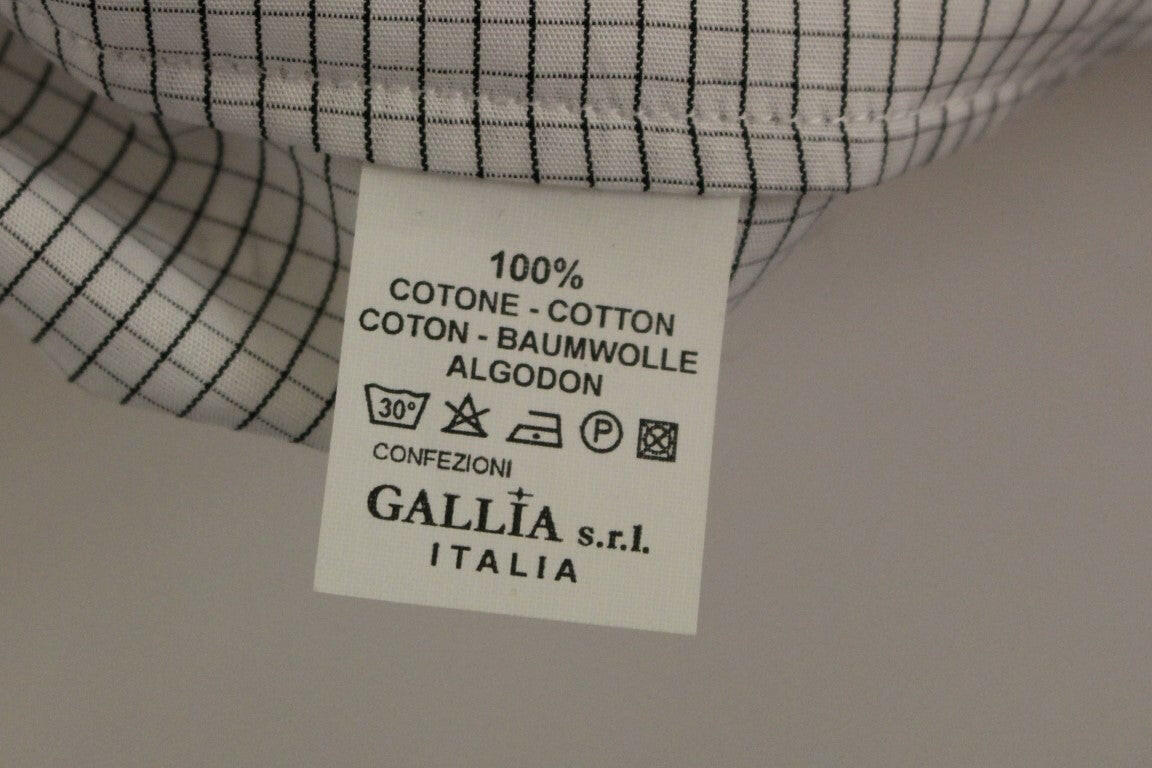 100%
COTONE - COTTON
COTON - BAUMWOLLE
ALGODON
30° P
CONFEZIONI
GALLIA s.r.l.
ITALIA